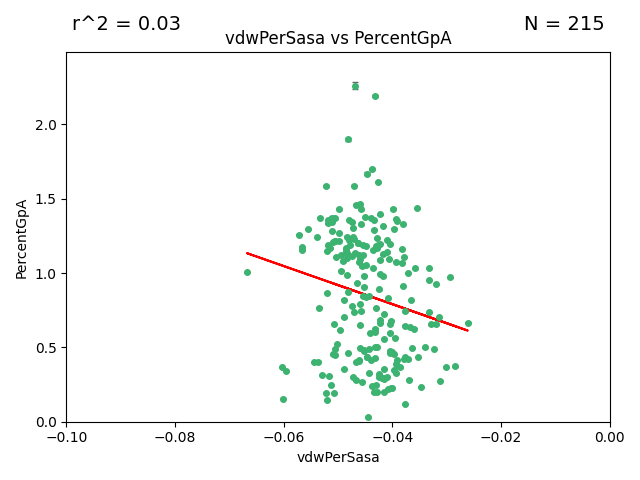 r^2 = 0.03
N = 215
vdwPerSasa vs PercentGpA
PercentGpA
2.0
1.5
1.0
0.5
0.0
−0.10
−0.08
−0.06
−0.04
−0.02
0.00
vdwPerSasa